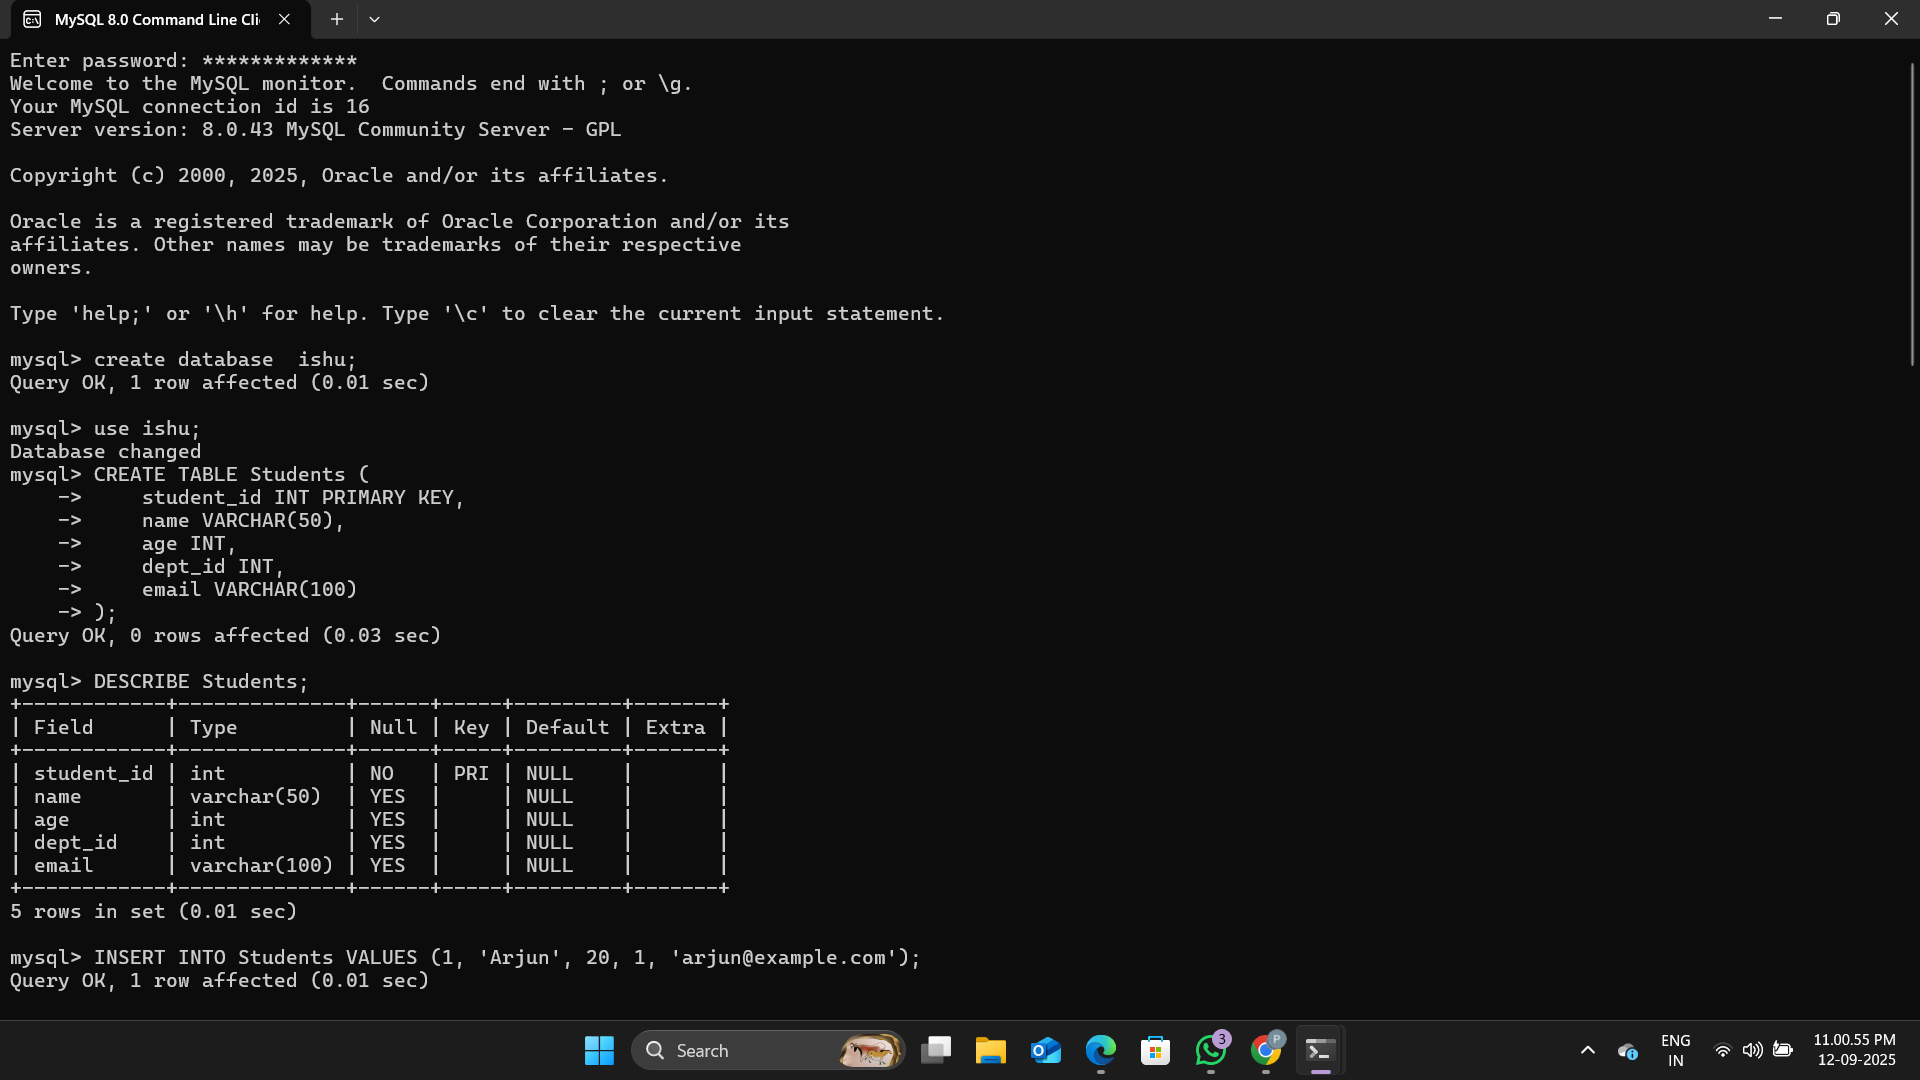 MySQL 8.0 Command Line Cli
Enter password: *************
Welcome to the MySQL monitor.  Commands end with ; or \g.
Your MySQL connection id is 16
Server version: 8.0.43 MySQL Community Server - GPL

Copyright (c) 2000, 2025, Oracle and/or its affiliates.

Oracle is a registered trademark of Oracle Corporation and/or its
affiliates. Other names may be trademarks of their respective
owners.

Type 'help;' or '\h' for help. Type '\c' to clear the current input statement.

mysql> create database  ishu;
Query OK, 1 row affected (0.01 sec)

mysql> use ishu;
Database changed
mysql> CREATE TABLE Students (
    ->     student_id INT PRIMARY KEY,
    ->     name VARCHAR(50),
    ->     age INT,
    ->     dept_id INT,
    ->     email VARCHAR(100)
    -> );
Query OK, 0 rows affected (0.03 sec)

mysql> DESCRIBE Students;
+------------+--------------+------+-----+---------+-------+
| Field      | Type         | Null | Key | Default | Extra |
+------------+--------------+------+-----+---------+-------+
| student_id | int          | NO   | PRI | NULL    |       |
| name       | varchar(50)  | YES  |     | NULL    |       |
| age        | int          | YES  |     | NULL    |       |
| dept_id    | int          | YES  |     | NULL    |       |
| email      | varchar(100) | YES  |     | NULL    |       |
+------------+--------------+------+-----+---------+-------+
5 rows in set (0.01 sec)

mysql> INSERT INTO Students VALUES (1, 'Arjun', 20, 1, 'arjun@example.com');
Query OK, 1 row affected (0.01 sec)
Search
3
P
ENG
IN
11.00.55 PM
12-09-2025